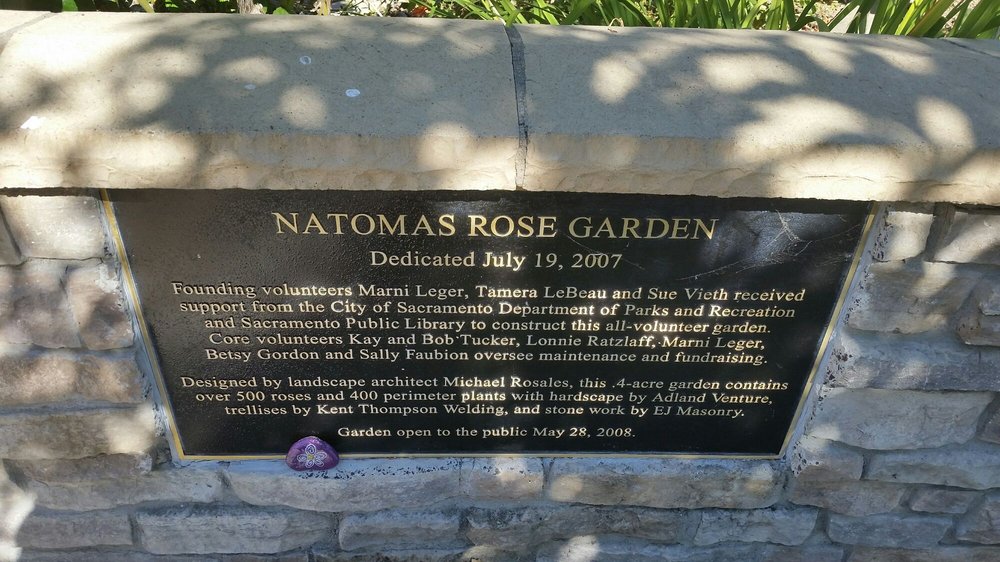 NATOMAS ROSE GARDEN
Dedicated July 19, 2007
Founding volunteers Marni Leger, Tamera LeBeau and Sue Vieth received
support from the City of Sacramento Department of Parks and Recreation
and Sacramento Public Library to construct this all-volunteer garden.
Core volunteers Kay and Bob Tucker, Lonnie Ratzlaff, Marni Leger,
Betsy Gordon and Sally Faubion oversee maintenance and fundraising.
Designed by landscape architect Michael Rosales, this .4-acre garden contains
over 500 roses and 400 perimeter plants with hardscape by Adland Venture,
trellises by Kent Thompson Welding, and stone work by EJ Masonry.
Garden open to the public May 28, 2008.